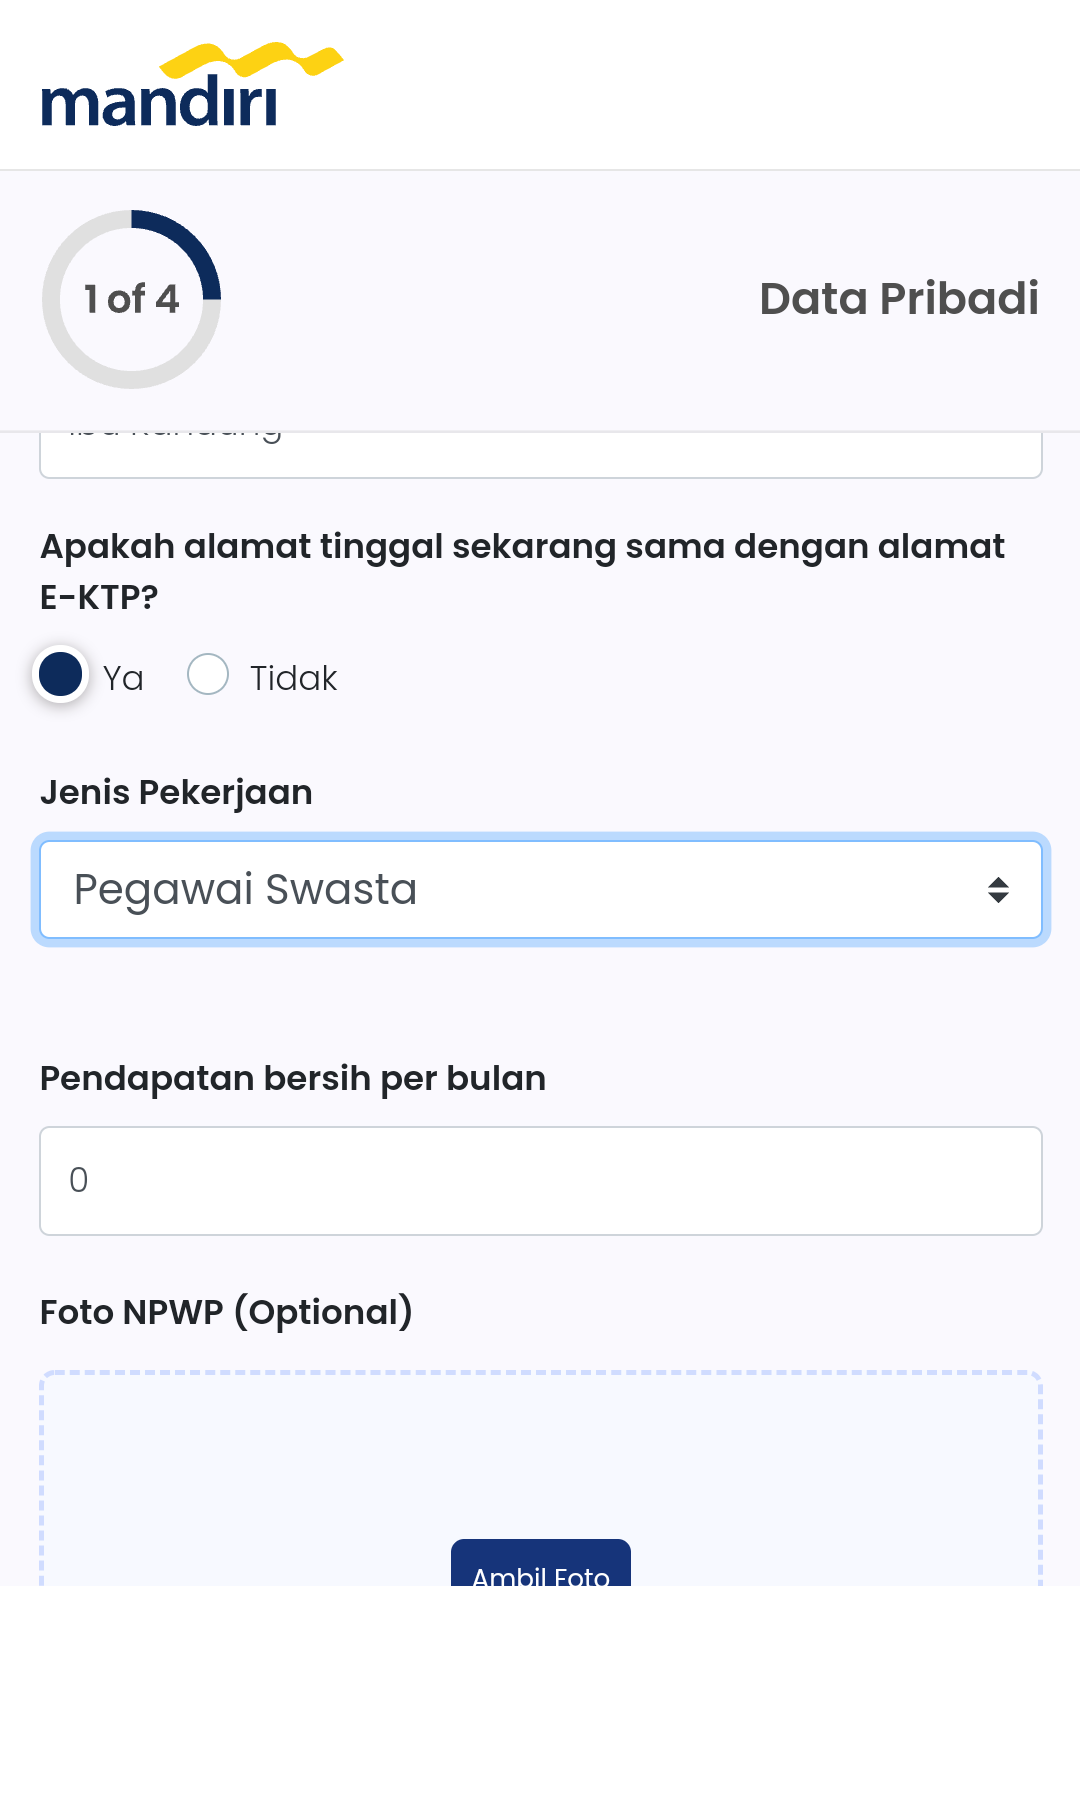 mandiri
1 of 4
Data Pribadi
Apakah alamat tinggal sekarang sama dengan alamat
E-KTP?
Ya
Tidak
Jenis Pekerjaan
Pegawai Swasta
Pendapatan bersih per bulan
0
Foto NPWP (Optional)
Ambil Foto